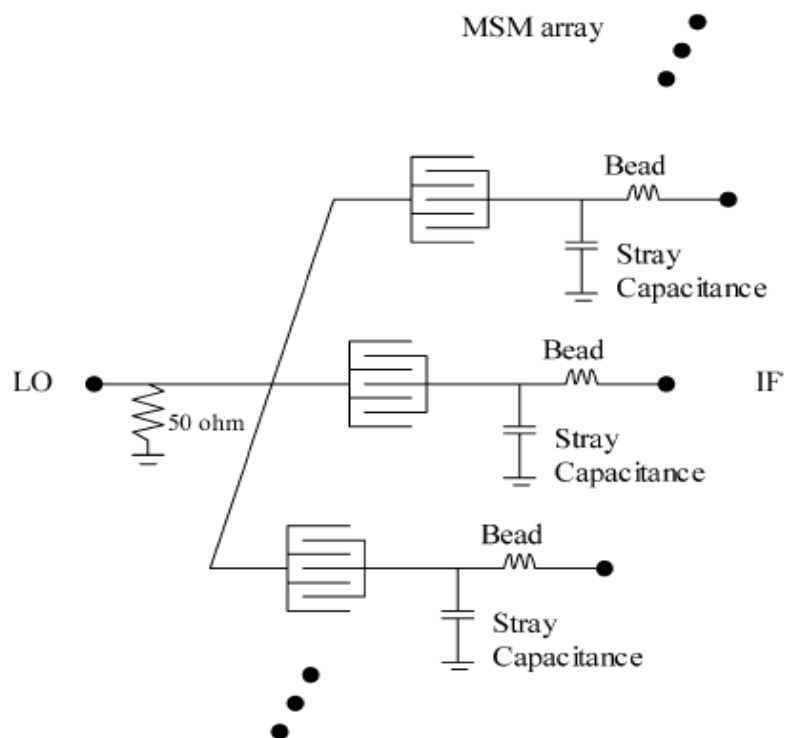 MSM array
Bead
Stray
Capacitance
Bead
LO
IF
50 ohm
Stray
Capacitance
Bead
Stray
Capacitance